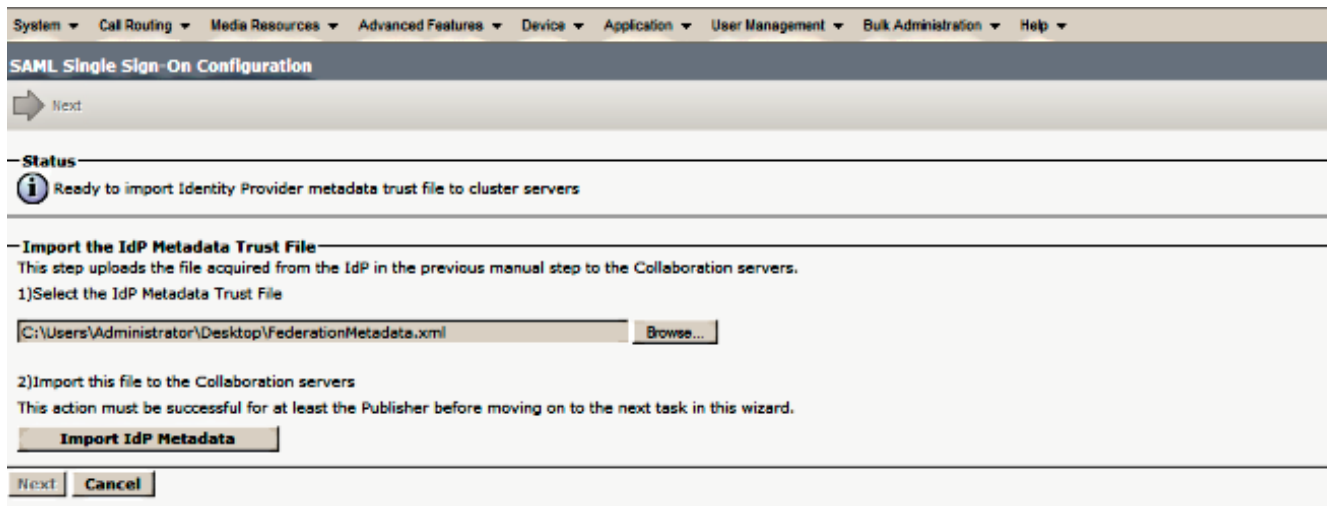 System Call Routing Media Resources Advanced Features Device Application User Management Bulk Administration Help
SAML Single Sign-On Configuration
Next
Status
Ready to import Identity Provider metadata trust file to cluster servers
Import the IdP Metadata Trust File
This step uploads the file acquired from the IdP in the previous manual step to the Collaboration servers.
1)Select the IdP Metadata Trust File
C:\Users\Administrator\Desktop\FederationMetadata.xml Browse...
2)Import this file to the Collaboration servers
This action must be successful for at least the Publisher before moving on to the next task in this wizard.
Import IdP Metadata
Next Cancel